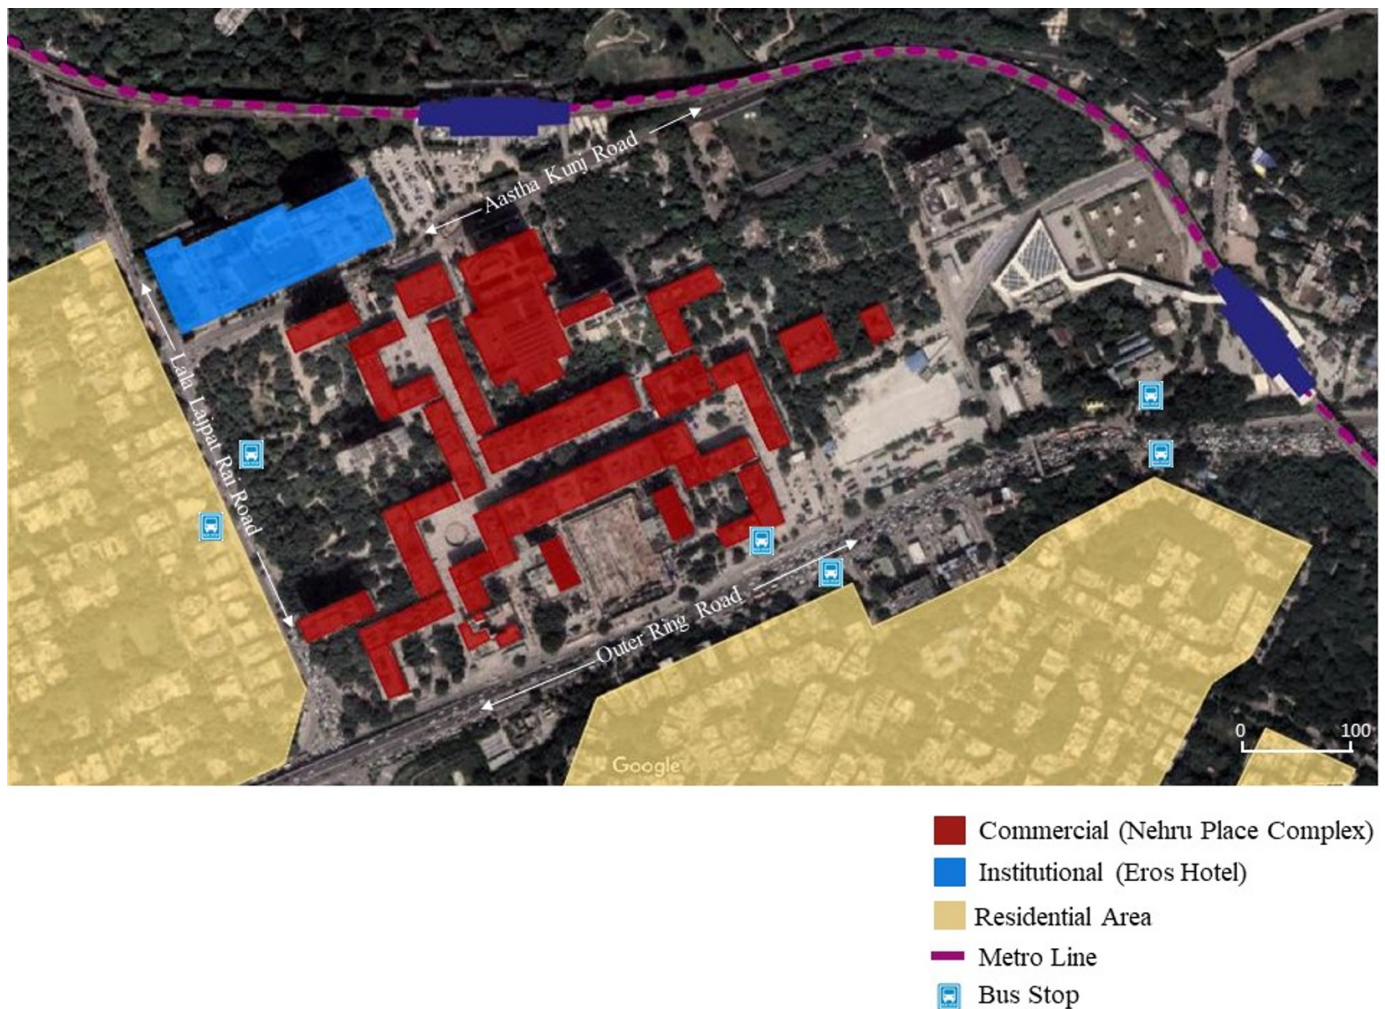 Aastha Kunj Road
Lala Lajpat Rai Road
Outer Ring Road
Google
0 100
Commercial (Nehru Place Complex)
Institutional (Eros Hotel)
Residential Area
Metro Line
Bus Stop